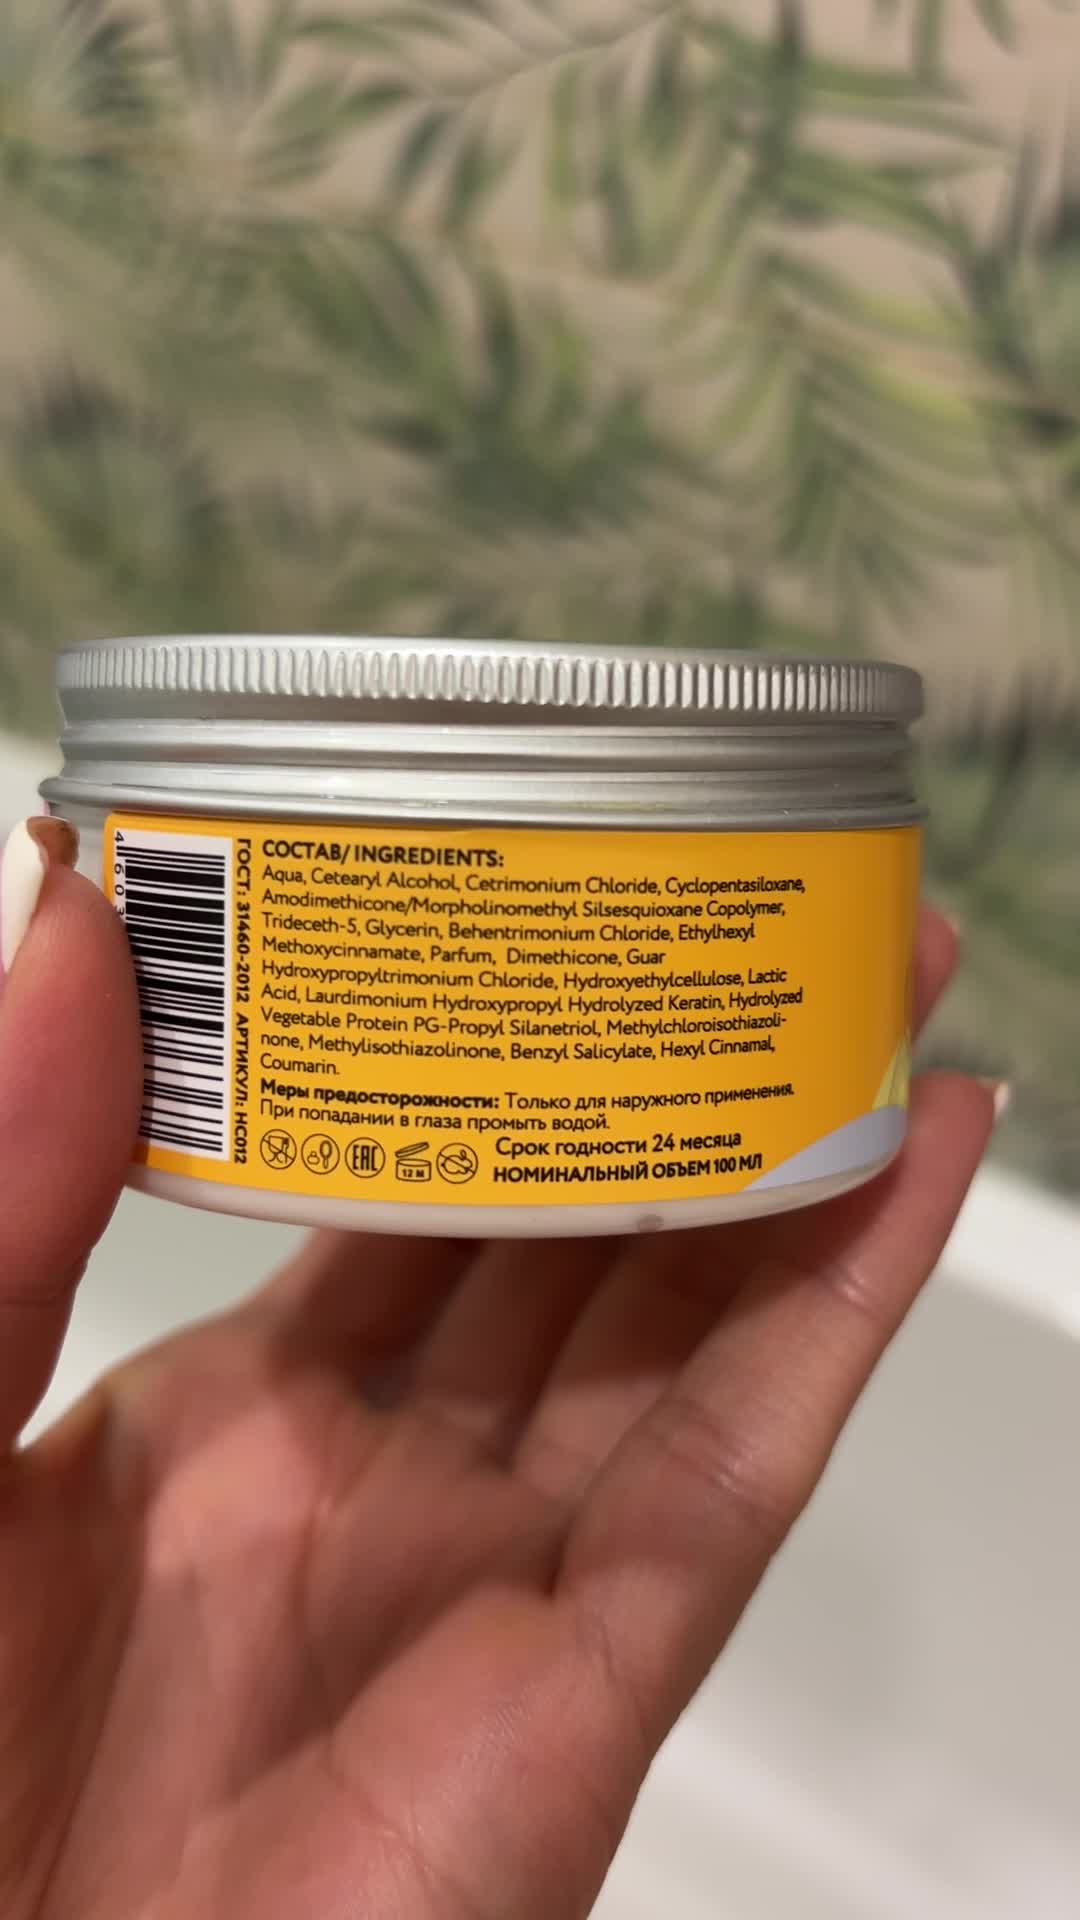 СОСТАВ/ INGREDIENTS:
Aqua, Cetearyl Alcohol, Cetrimonium Chloride, Cyclopentasiloxane,
Amodimethicone/Morpholinomethyl Silsesquioxane Copolymer,
Trideceth-5, Glycerin, Behentrimonium Chloride, Ethylhexyl
Methoxycinnamate, Parfum, Dimethicone, Guar
Hydroxypropyltrimonium Chloride, Hydroxyethylcellulose, Lactic
Acid, Laurdimonium Hydroxypropyl Hydrolyzed Keratin, Hydrolyzed
Vegetable Protein PG-Propyl Silanetriol, Methylchloroisothiazoli-
none, Methylisothiazolinone, Benzyl Salicylate, Hexyl Cinnamal,
Coumarin.
Меры предосторожности: Только для наружного применения.
При попадании в глаза промыть водой.
EAC
12 М
Срок годности 24 месяца
НОМИНАЛЬНЫЙ ОБЪЕМ 100 МЛ
ГОСТ: 31460-2012 АРТИКУЛ: HC012
4 603